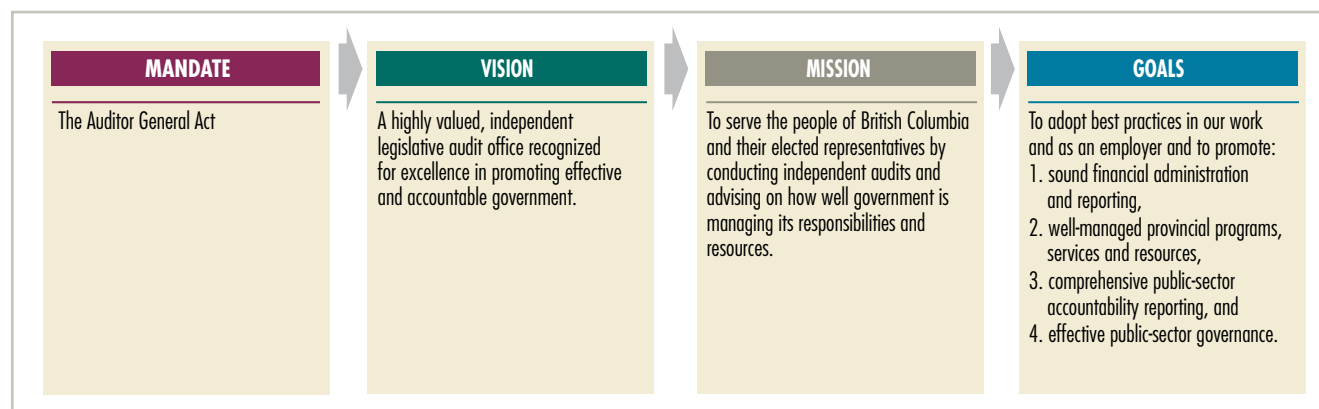 MANDATE
The Auditor General Act
VISION
A highly valued, independent
legislative audit office recognized
for excellence in promoting effective
and accountable government.
MISSION
To serve the people of British Columbia
and their elected representatives by
conducting independent audits and
advising on how well government is
managing its responsibilities and
resources.
GOALS
To adopt best practices in our work
and as an employer and to promote:
1. sound financial administration
and reporting,
2. well-managed provincial programs,
services and resources,
3. comprehensive public-sector
accountability reporting, and
4. effective public-sector governance.